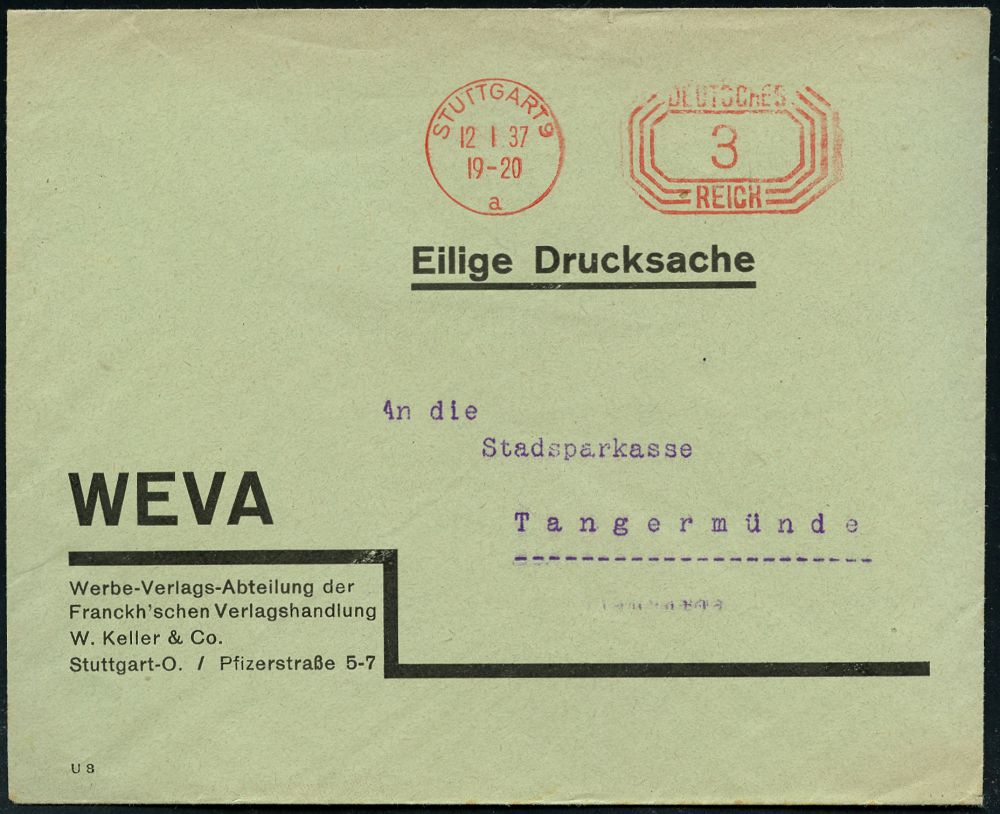 STUTTGART 9
12 1 37
19-20
a
DEUTSCHES
3
REICH
Eilige Drucksache
An die
Stadsparkasse
Tangermünde
WEVA
Werbe-Verlags-Abteilung der
Franckh'schen Verlagshandlung
W. Keller & Co.
Stuttgart-O. / Pfizerstraße 5-7
U 8